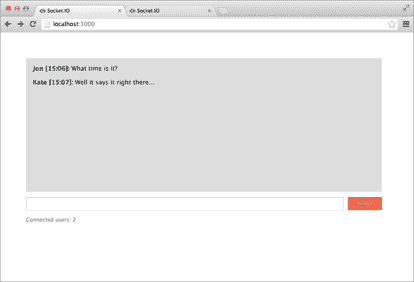 Socket.IO
Socket.IO
localhost:3000
Jon [15:06]: What time is it?
Kate [15:07]: Well it says it right there...
Send
Connected users: 2